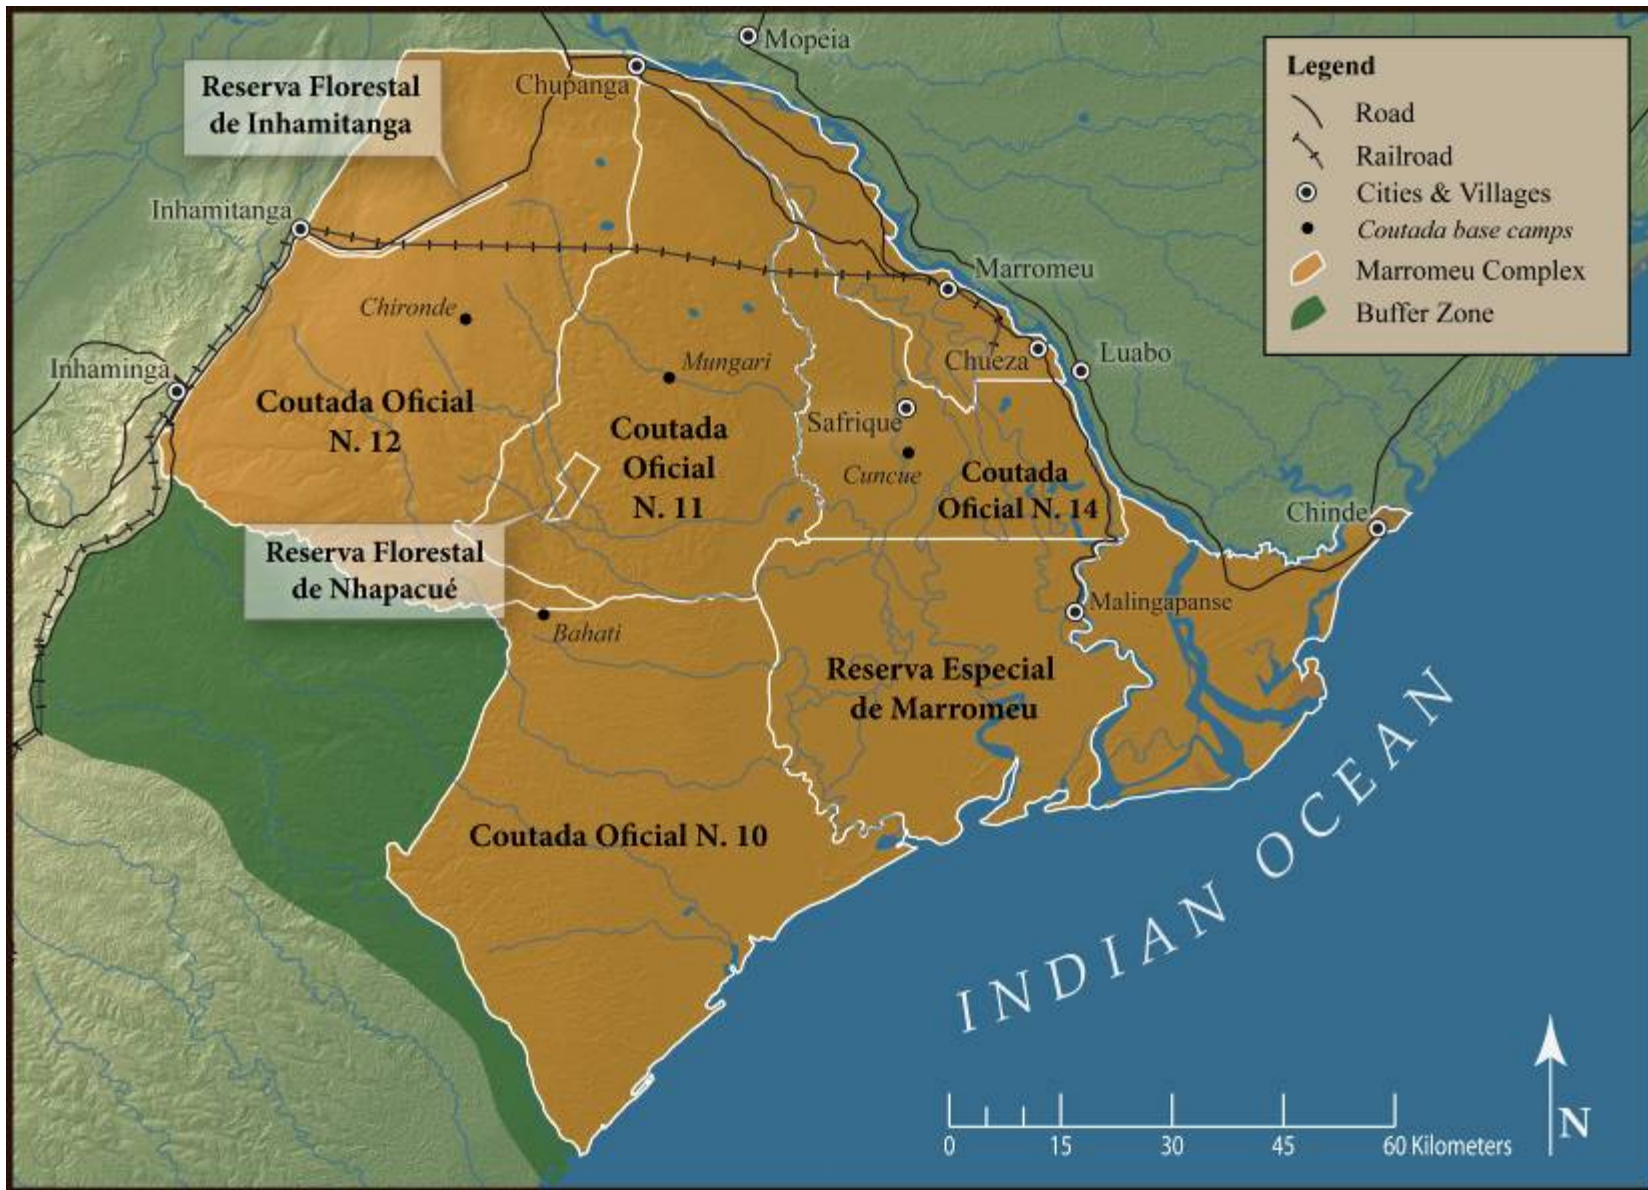 Mopeia
Reserva Florestal
de Inhamitanga
Chupanga
Legend
Road
Railroad
Cities & Villages
Coutada base camps
Marromeu Complex
Buffer Zone
Inhamitanga
Marromeu
Chironde
Mungari
Chueza
Luabo
Inhaminga
Coutada Oficial
N. 12
Coutada
Oficial
N. 11
Safrique
Cuncue
Coutada
Oficial N. 14
Chinde
Reserva Florestal
de Nhapacué
Bahati
Malingapanse
Reserva Especial
de Marromeu
Coutada Oficial N. 10
INDIAN OCEAN
N
0 15 30 45 60 Kilometers